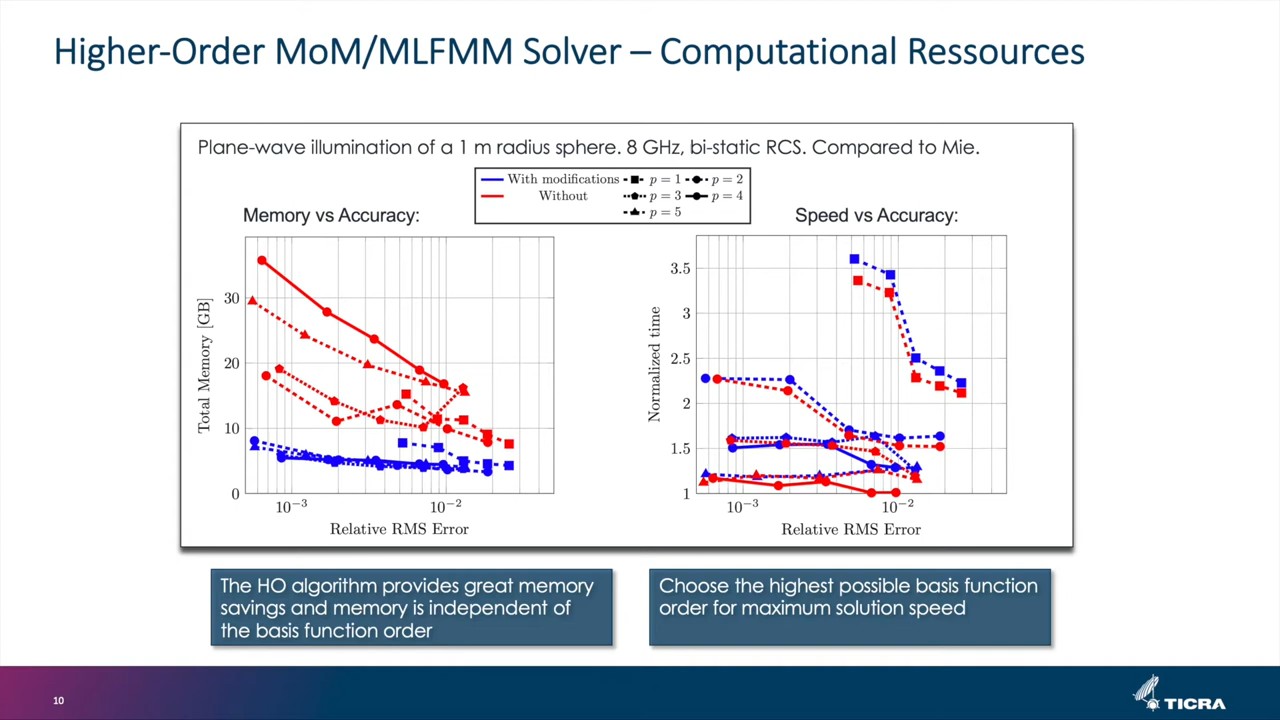 Higher-Order MoM/MLFMM Solver – Computational Ressources
Plane-wave illumination of a 1 m radius sphere. 8 GHz, bi-static RCS. Compared to Mie.
With modifications p = 1 p = 2
Without p = 3 p = 4
p = 5
Memory vs Accuracy:
Total Memory [GB]
30
20
10
0
10⁻³ 10⁻²
Relative RMS Error
Speed vs Accuracy:
Normalized time
3.5
3
2.5
2
1.5
1
10⁻³ 10⁻²
Relative RMS Error
The HO algorithm provides great memory
savings and memory is independent of
the basis function order
Choose the highest possible basis function
order for maximum solution speed
10
TICRA